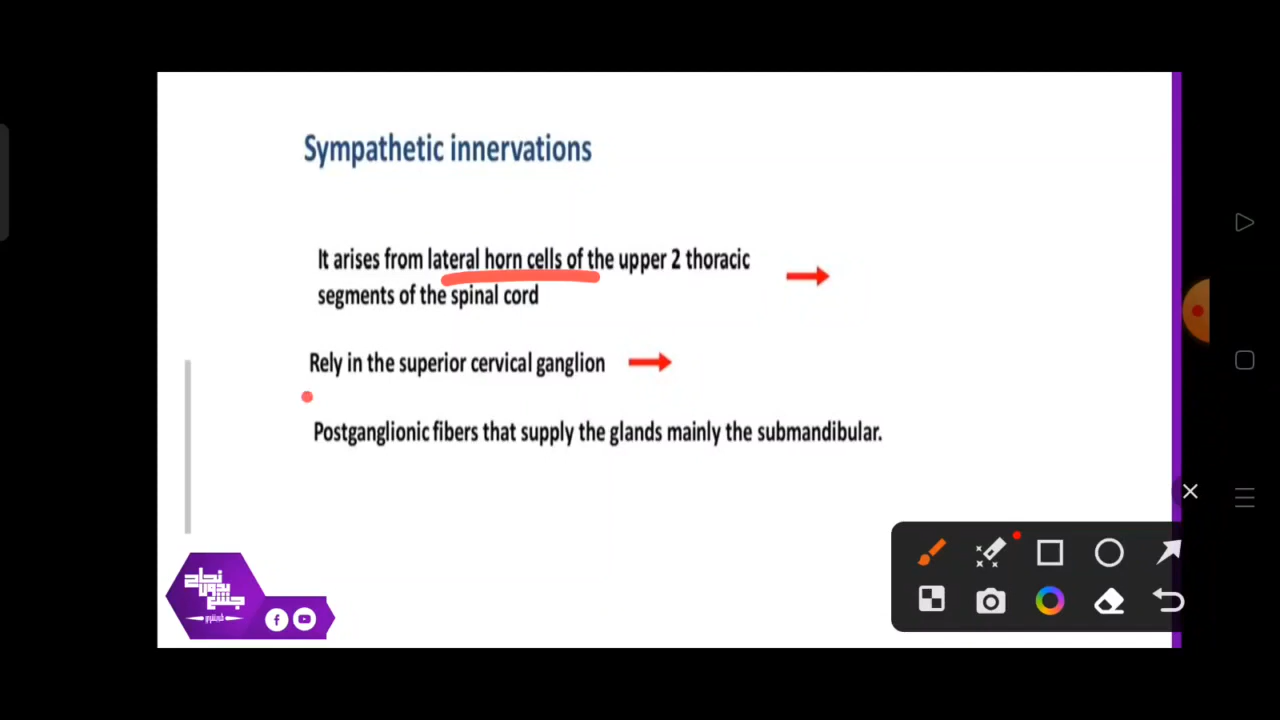 Sympathetic innervations
It arises from lateral horn cells of the upper 2 thoracic
segments of the spinal cord
Rely in the superior cervical ganglion
Postganglionic fibers that supply the glands mainly the submandibular.